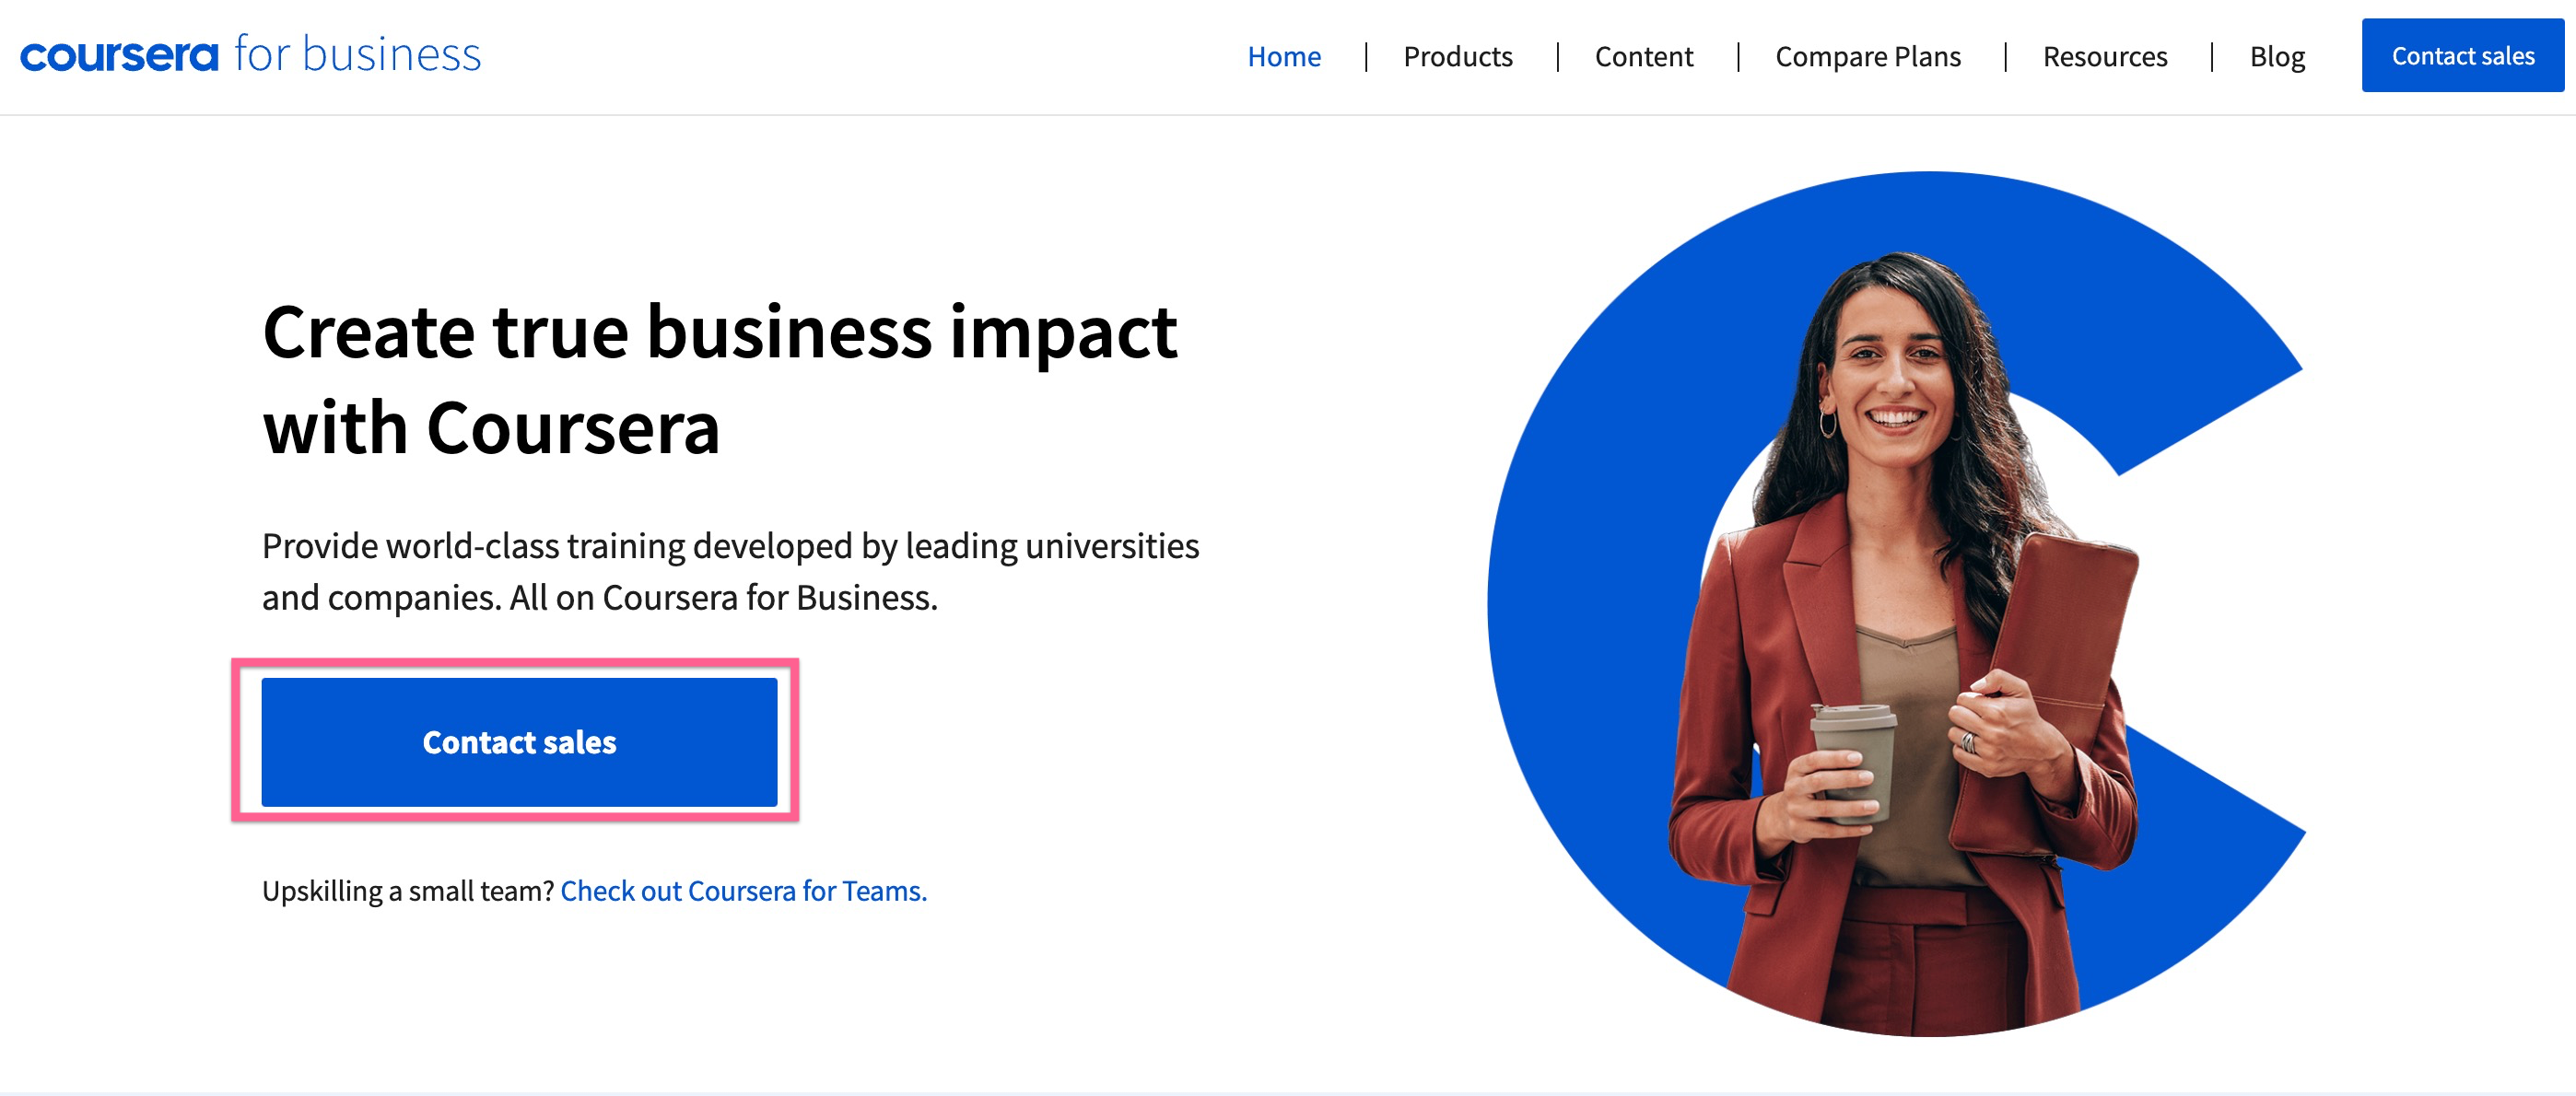 coursera for business
Home | Products | Content | Compare Plans | Resources | Blog
Contact sales
Create true business impact
with Coursera
Provide world-class training developed by leading universities
and companies. All on Coursera for Business.
Contact sales
Upskilling a small team? Check out Coursera for Teams.